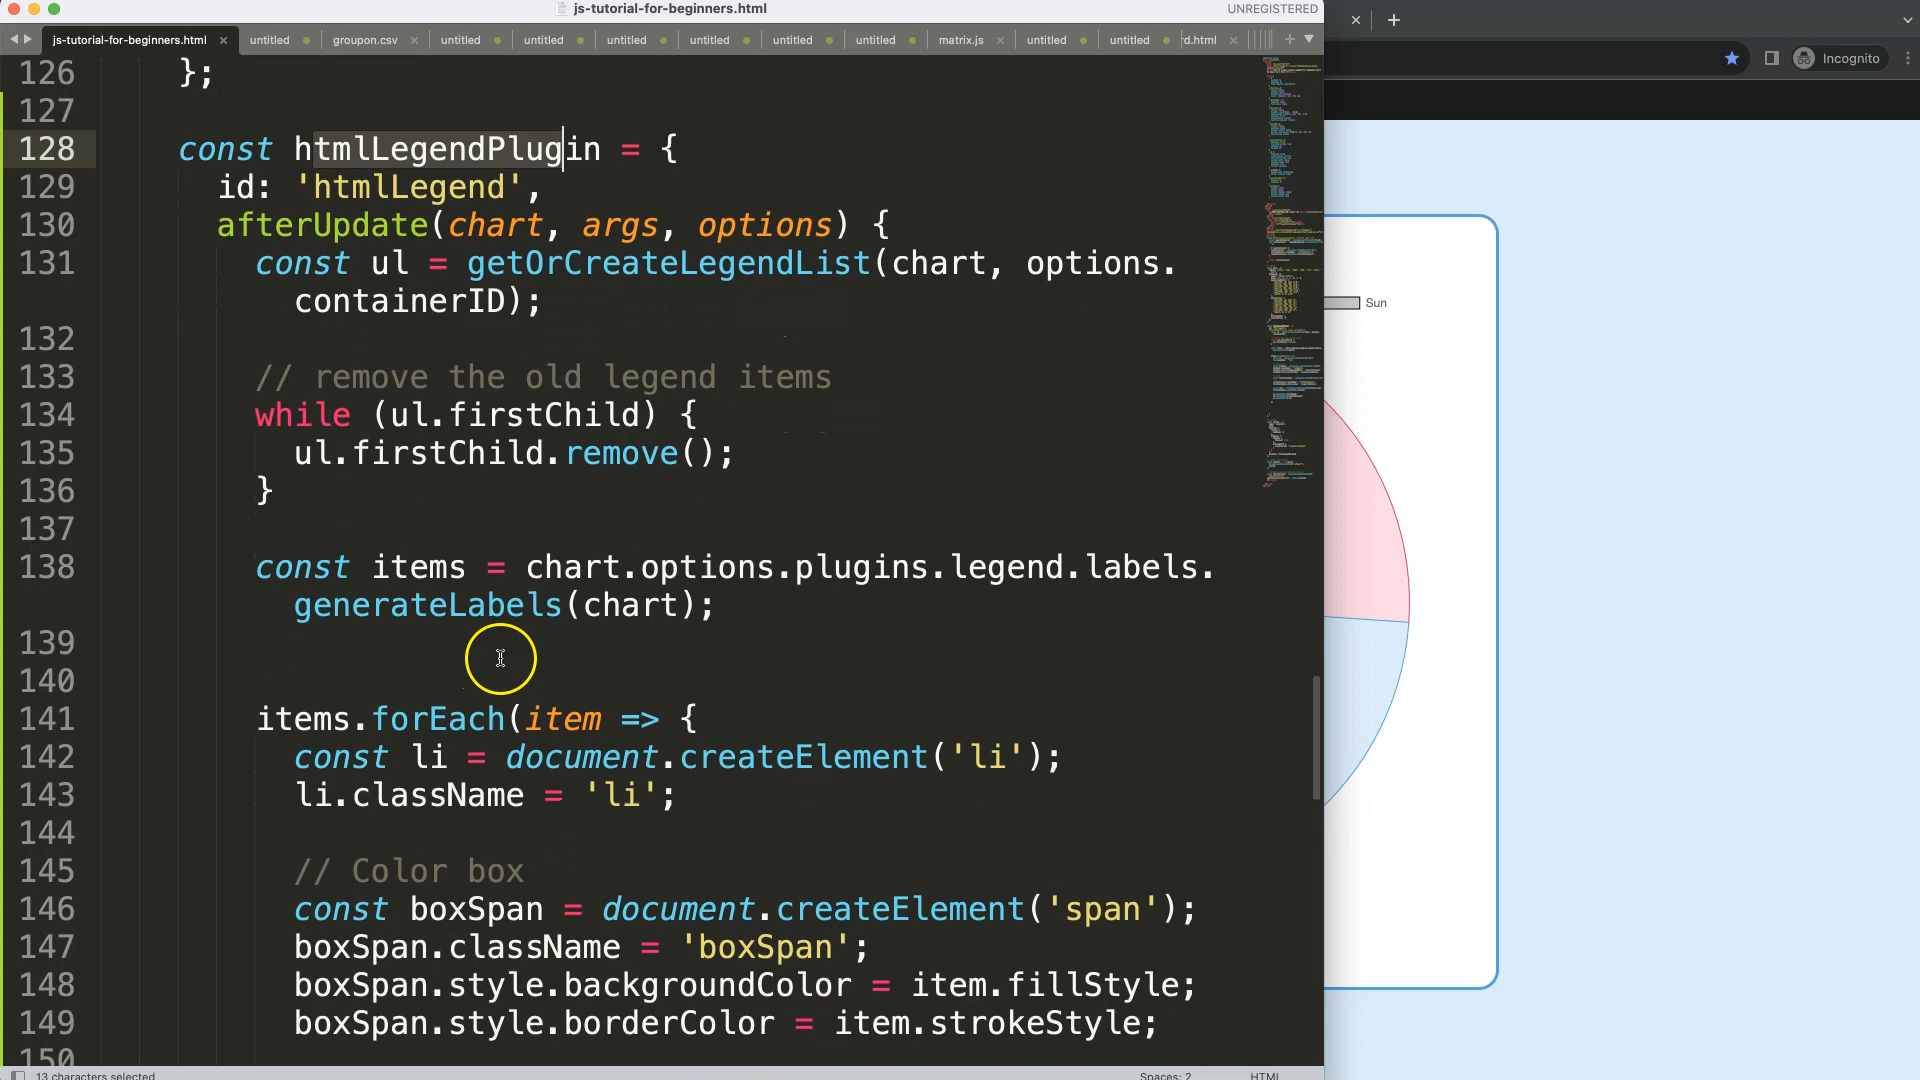 js-tutorial-for-beginners.html
UNREGISTERED
js-tutorial-for-beginners.html untitled groupon.csv untitled untitled untitled untitled untitled untitled matrix.js untitled untitled rd.html
Incognito
126 };
127
128 const htmlLegendPlugin = {
129 id: 'htmlLegend',
130 afterUpdate(chart, args, options) {
131 const ul = getOrCreateLegendList(chart, options.
containerID);
132
133 // remove the old legend items
134 while (ul.firstChild) {
135 ul.firstChild.remove();
136 }
137
138 const items = chart.options.plugins.legend.labels.
generateLabels(chart);
139
140
141 items.forEach(item => {
142 const li = document.createElement('li');
143 li.className = 'li';
144
145 // Color box
146 const boxSpan = document.createElement('span');
147 boxSpan.className = 'boxSpan';
148 boxSpan.style.backgroundColor = item.fillStyle;
149 boxSpan.style.borderColor = item.strokeStyle;
150
Sun
13 characters selected
Spaces: 2
HTML